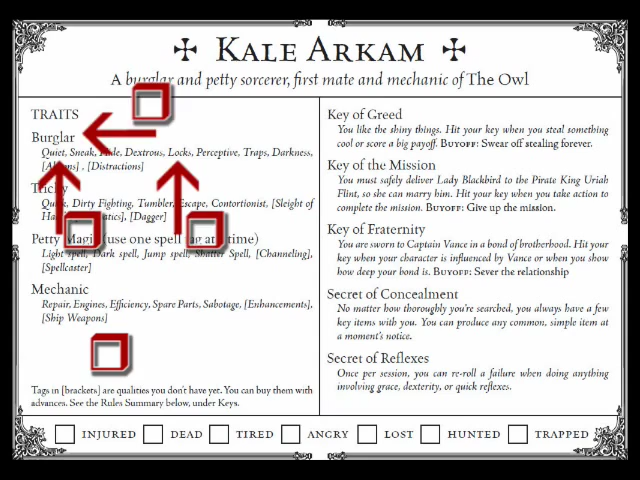 KALE ARKAM
A burglar and petty sorcerer, first mate and mechanic of The Owl
TRAITS
Burglar
Quiet, Sneak, Hide, Dextrous, Locks, Perceptive, Traps, Darkness,
[Distractions]
Tricky
Quick, Dirty Fighting, Tumbler, Escape, Contortionist, [Sleight of
[Dagger]
Petty Magic (use one spell tag at a time)
Light spell, Dark spell, Jump spell, Shatter Spell, [Channeling],
[Spellcaster]
Mechanic
Repair, Engines, Efficiency, Spare Parts, Sabotage, [Enhancements],
[Ship Weapons]
Tags in [brackets] are qualities you don't have yet. You can buy them with
advances. See the Rules Summary below, under Keys.
Key of Greed
You like the shiny things. Hit your key when you steal something
cool or score a big payoff. BUYOFF: Swear off stealing forever.
Key of the Mission
You must safely deliver Lady Blackbird to the Pirate King Uriah
Flint, so she can marry him. Hit your key when you take action to
complete the mission. BUYOFF: Give up the mission.
Key of Fraternity
You are sworn to Captain Vance in a bond of brotherhood. Hit your
key when your character is influenced by Vance or when you show
how deep your bond is. BUYOFF: Sever the relationship
Secret of Concealment
No matter how thoroughly you're searched, you always have a few
key items with you. You can produce any common, simple item at
a moment's notice.
Secret of Reflexes
Once per session, you can re-roll a failure when doing anything
involving grace, dexterity, or quick reflexes.
INJURED DEAD TIRED ANGRY LOST HUNTED TRAPPED